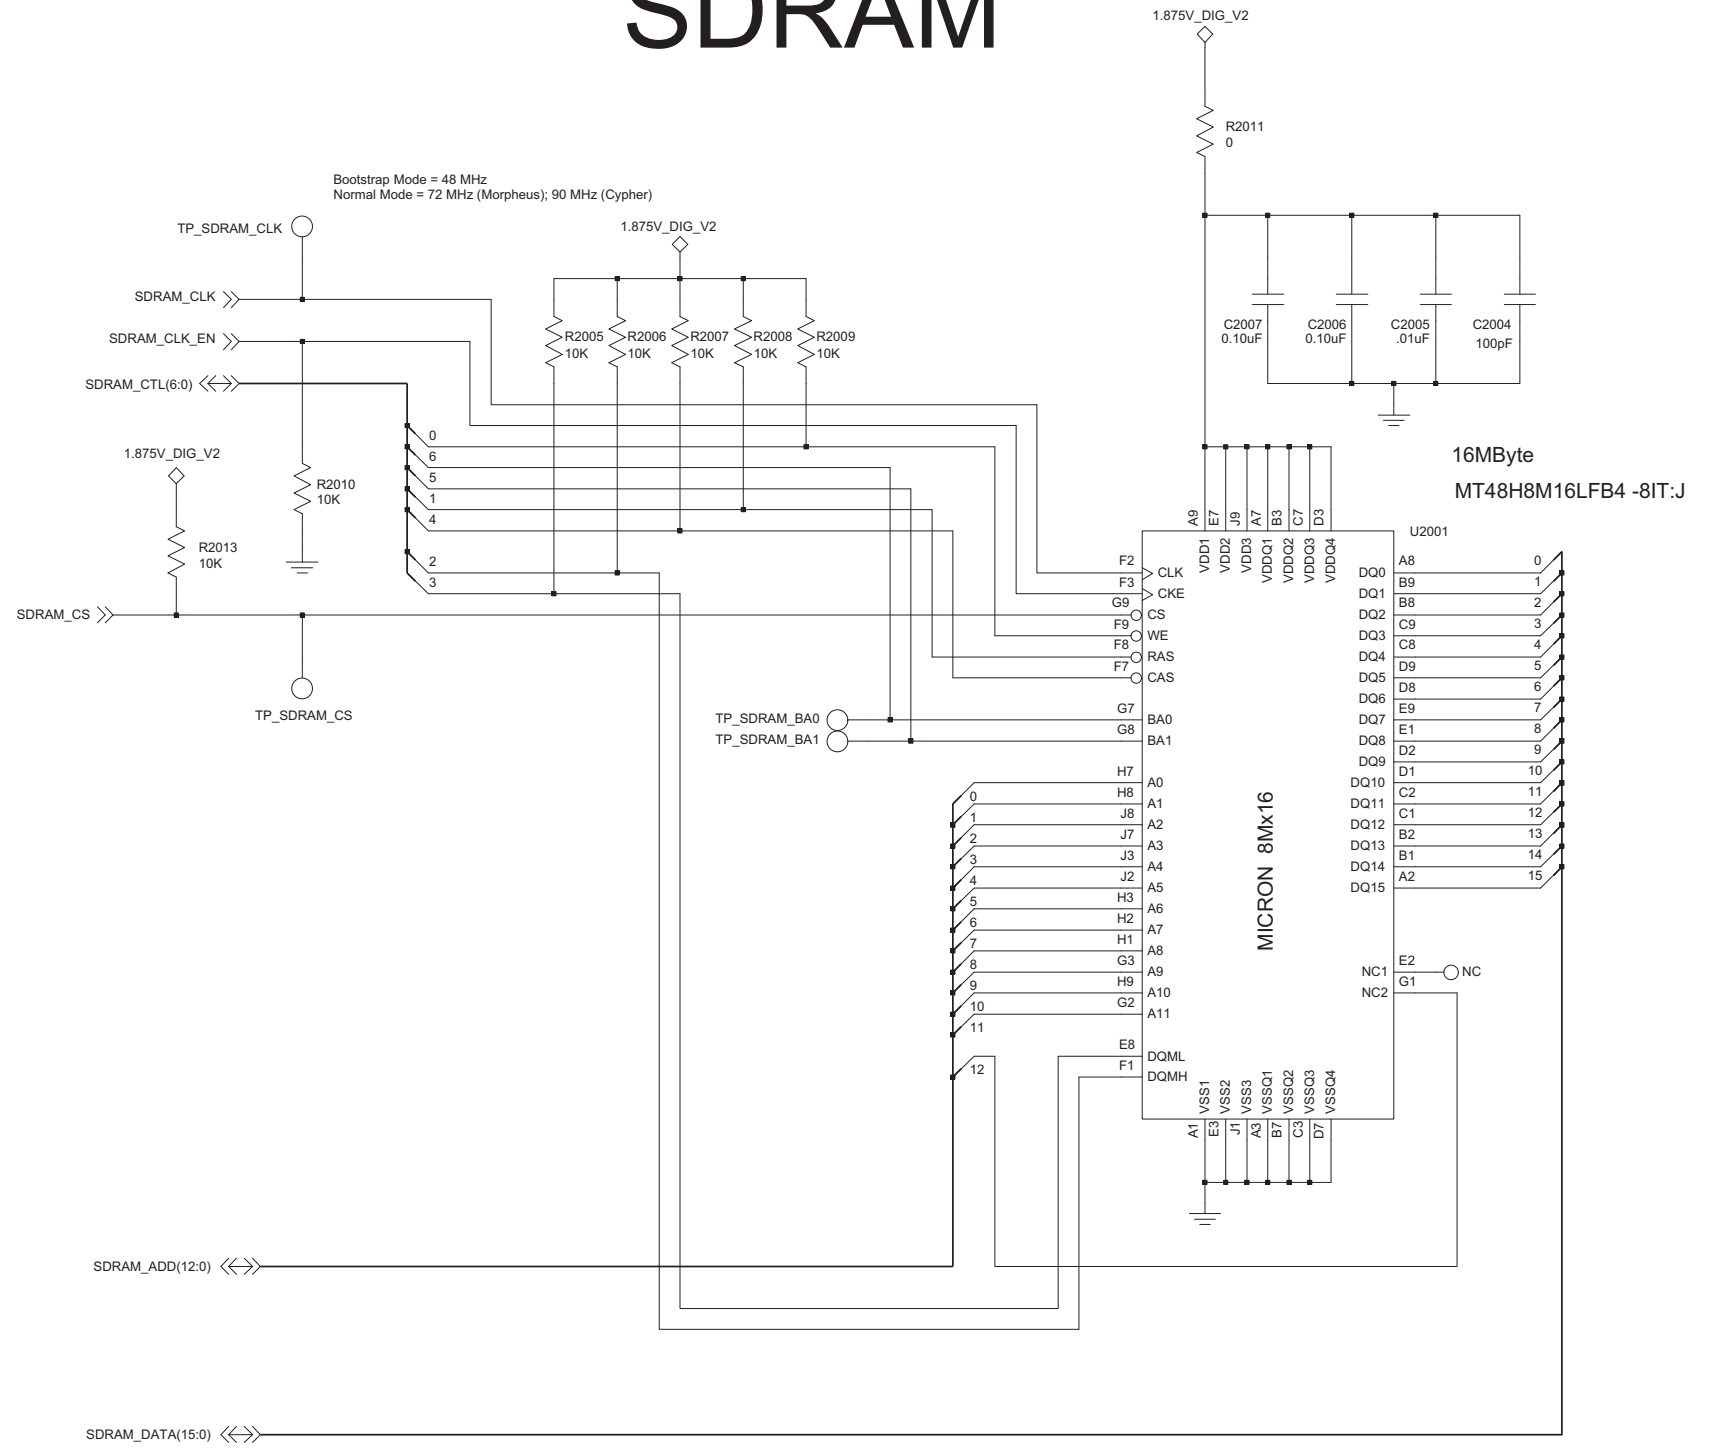 SDRAM
1.875V_DIG_V2
R2011
0
Bootstrap Mode = 48 MHz
Normal Mode = 72 MHz (Morpheus); 90 MHz (Cypher)
TP_SDRAM_CLK
1.875V_DIG_V2
SDRAM_CLK
SDRAM_CLK_EN
SDRAM_CTL(6:0)
R2005
10K
R2006
10K
R2007
10K
R2008
10K
R2009
10K
C2007
0.10uF
C2006
0.10uF
C2005
.01uF
C2004
100pF
0
6
5
1
4
2
3
1.875V_DIG_V2
R2010
10K
R2013
10K
SDRAM_CS
TP_SDRAM_CS
16MByte
MT48H8M16LFB4 -8IT:J
U2001
A9
E7
J9
A7
B3
C7
D3
VDD1
VDD2
VDD3
VDDQ1
VDDQ2
VDDQ3
VDDQ4
F2
CLK
F3
CKE
G9
CS
F9
WE
F8
RAS
F7
CAS
TP_SDRAM_BA0
TP_SDRAM_BA1
G7
BA0
G8
BA1
H7
A0
H8
A1
J8
A2
J7
A3
J3
A4
J2
A5
H3
A6
H2
A7
H1
A8
G3
A9
H9
A10
G2
A11
0
1
2
3
4
5
6
7
8
9
10
11
12
E8
DQML
F1
DQMH
MICRON 8Mx16
DQ0 A8 0
DQ1 B9 1
DQ2 B8 2
DQ3 C9 3
DQ4 C8 4
DQ5 D9 5
DQ6 D8 6
DQ7 E9 7
DQ8 E1 8
DQ9 D2 9
DQ10 D1 10
DQ11 C2 11
DQ12 C1 12
DQ13 B2 13
DQ14 B1 14
DQ15 A2 15
NC1 E2 NC
NC2 G1
VSS1
VSS2
VSS3
VSSQ1
VSSQ2
VSSQ3
VSSQ4
A1
E3
J1
A3
B7
C3
D7
SDRAM_ADD(12:0)
SDRAM_DATA(15:0)